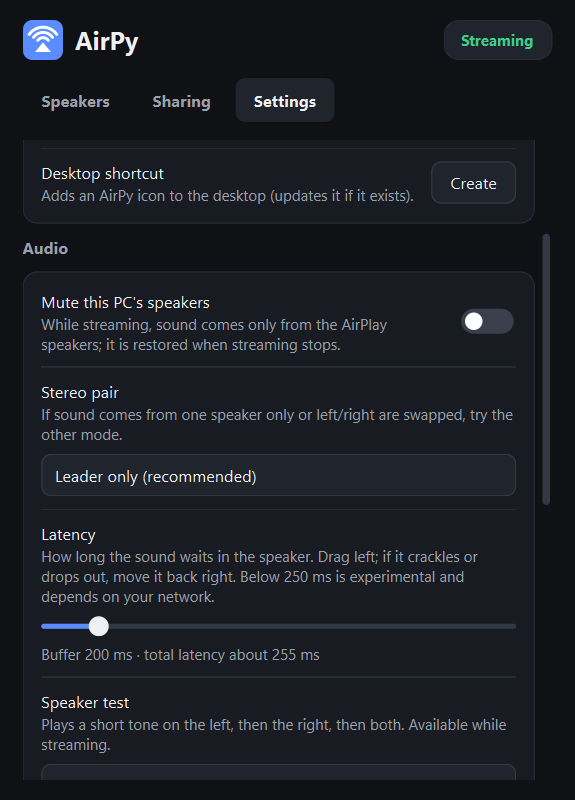 AirPy
Streaming
Speakers
Sharing
Settings
Desktop shortcut
Adds an AirPy icon to the desktop (updates it if it exists).
Create
Audio
Mute this PC's speakers
While streaming, sound comes only from the AirPlay
speakers; it is restored when streaming stops.
Stereo pair
If sound comes from one speaker only or left/right are swapped, try the
other mode.
Leader only (recommended)
Latency
How long the sound waits in the speaker. Drag left; if it crackles or
drops out, move it back right. Below 250 ms is experimental and
depends on your network.
Buffer 200 ms · total latency about 255 ms
Speaker test
Plays a short tone on the left, then the right, then both. Available while
streaming.